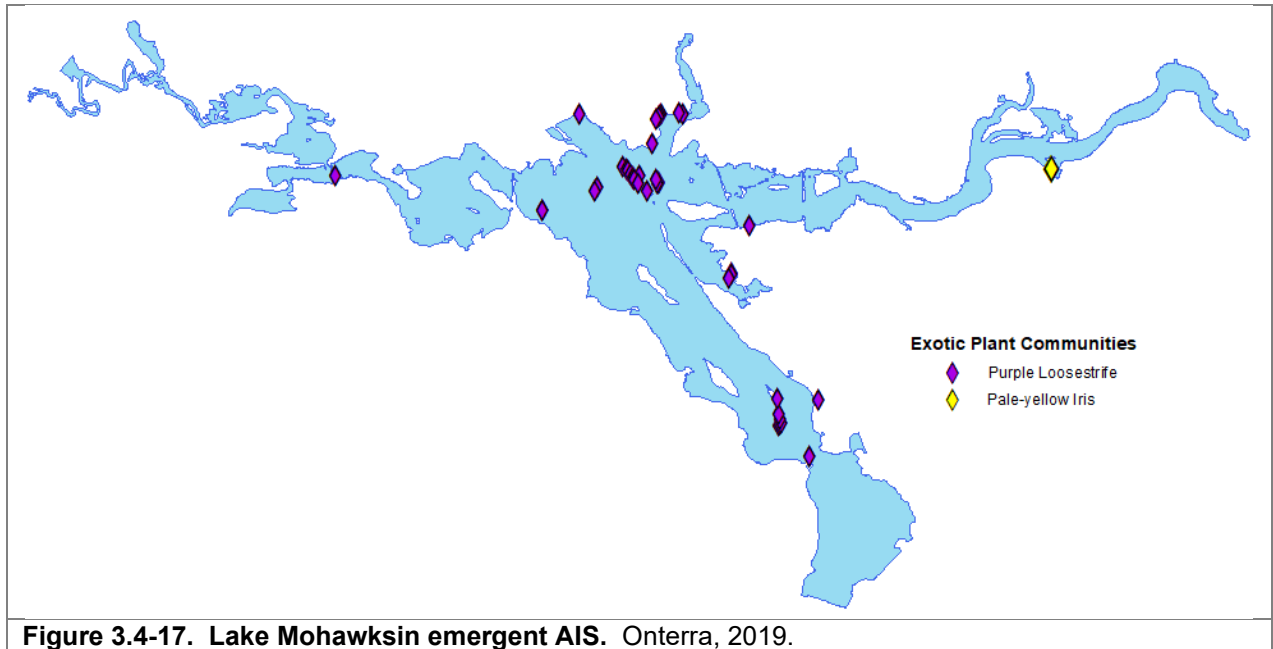 Exotic Plant Communities
Purple Loosestrife
Pale-yellow Iris
Figure 3.4-17. Lake Mohawksin emergent AIS. Onterra, 2019.